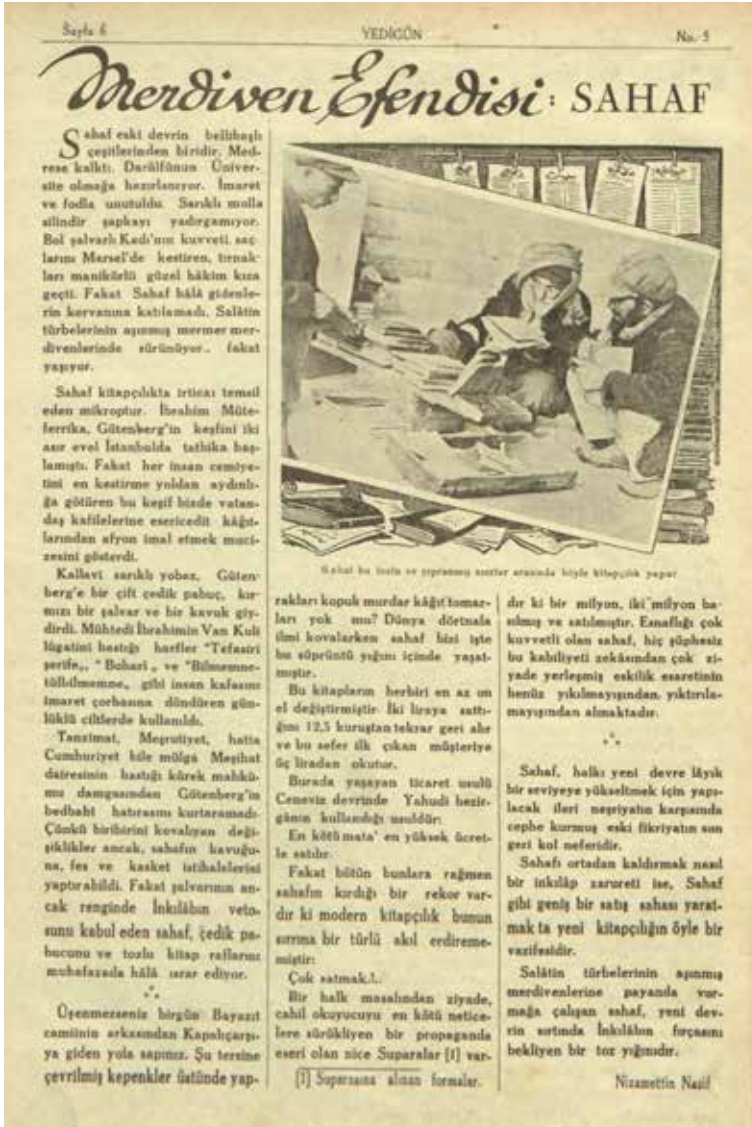 Sayfa 6
YEDİGÜN
No. 5
Merdiven Efendisi: SAHAF
Sahaf eski devrin bellibaşlı
çeşitlerinden biridir. Med-
rese kalktı. Darülfünun Üniver-
site olmağa hazırlanıyor. İmaret
ve fodla unutuldu. Sarıklı molla
silindir şapkayı yadırgamıyor.
Bol şalvarlı Kadı'nın kuvveti, saç-
larını Marsel'de kestiren, tırnak-
ları manikürlü güzel hâkim kıza
geçti. Fakat Sahaf hâlâ gidenle-
rin kervanına katılamadı. Salâtin
türbelerinin aşınmış mermer mer-
divenlerinde sürünüyor.. fakat
yaşıyor.
Sahaf kitapçılıkta irticaı temsil
eden mikroptur. İbrahim Müte-
ferrika, Gütenberg'in keşfini iki
asır evel İstanbulda tatbika baş-
lamıştı. Fakat her insan cemiye-
tini en kestirme yoldan aydınlı-
ğa götüren bu keşif bizde vatan-
daş kafilelerine esericedit kâğıt-
larından afyon imal etmek muci-
zesini gösterdi.
Kallavi sarıklı yobaz, Güten-
berg'e bir çift çedik pabuç, kır-
mızı bir şalvar ve bir kavuk giy-
dirdi. Mühtedi İbrahimin Van Kuli
lûgatini bastığı harfler "Tefasiri
şerife„, "Buhari„ ve "Bilmemne-
tülbilmemne„ gibi insan kafasını
imaret çorbasına döndüren gün-
lüklü ciltlerde kullanıldı.
Tanzimat, Meşrutiyet, hatta
Cumhuriyet bile mülga Meşihat
dairesinin bastığı kürek mahkû-
mu damgasından Gütenberg'in
bedbaht hatırasını kurtaramadı.
Çünkü biribirini kovalıyan deği-
şiklikler ancak, sahafın kavuğu-
na, fes ve kasket istihalelerini
yaptırabildi. Fakat şalvarının an-
cak renginde İnkılâbın veto-
sunu kabul eden sahaf, çedik pa-
bucunu ve tozlu kitap raflarını
muhafazada hâlâ ısrar ediyor.
Üşenmezseniz birgün Bayazıt
camiinin arkasından Kapalıçarşı-
ya giden yola sapınız. Şu tersine
çevrilmiş kepenkler üstünde yap-
Sahaf bu tozlu ve yıpranmış arasında böyle kitapçılık yapar
rakları kopuk murdar kâğıt tomar-
ları yok mu? Dünya dörtnala
ilmi kovalarken sahaf bizi işte
bu süprüntü yığını içinde yaşat-
mıştır.
Bu kitapların herbiri en az on
el değiştirmiştir. İki liraya sattı-
ğını 12,5 kuruştan tekrar geri alır
ve bu sefer ilk çıkan müşteriye
üç liradan okutur.
Burada yaşayan ticaret usulü
Ceneviz devrinde Yahudi bezir-
gânın kullandığı usuldür:
En kötü mata' en yüksek ücret-
le satılır.
Fakat bütün bunlara rağmen
sahafın kırdığı bir rekor var-
dır ki modern kitapçılık bunun
sırrına bir türlü akıl erdireme-
miştir:
Çok satmak!..
Bir halk masalından ziyade,
cahil okuyucuyu en kötü netice-
lere sürükliyen bir propaganda
eseri olan nice Suparalar [1] var-
[1] Suparasına alınan formalar.
dır ki bir milyon, iki milyon ba-
sılmış ve satılmıştır. Esnaflığı çok
kuvvetli olan sahaf, hiç şüphesiz
bu kabiliyeti zekâsından çok zi-
yade yerleşmiş eskilik esaretinin
henüz yıkılmayışından, yıktırıla-
mayışından almaktadır.
Sahaf, halkı yeni devre lâyık
bir seviyeye yükseltmek için yapı-
lacak ileri neşriyatın karşısında
cephe kurmuş eski fikriyatın son
geri kol neferidir.
Sahafı ortadan kaldırmak nasıl
bir inkılâp zarureti ise, Sahaf
gibi geniş bir satış sahası yarat-
mak ta yeni kitapçılığın öyle bir
vazifesidir.
Salâtin türbelerinin aşınmış
merdivenlerine payanda vur-
mağa çalışan sahaf, yeni dev-
rin sırtında İnkılâbın fırçasını
bekliyen bir toz yığınıdır.
Nizamettin Nazif